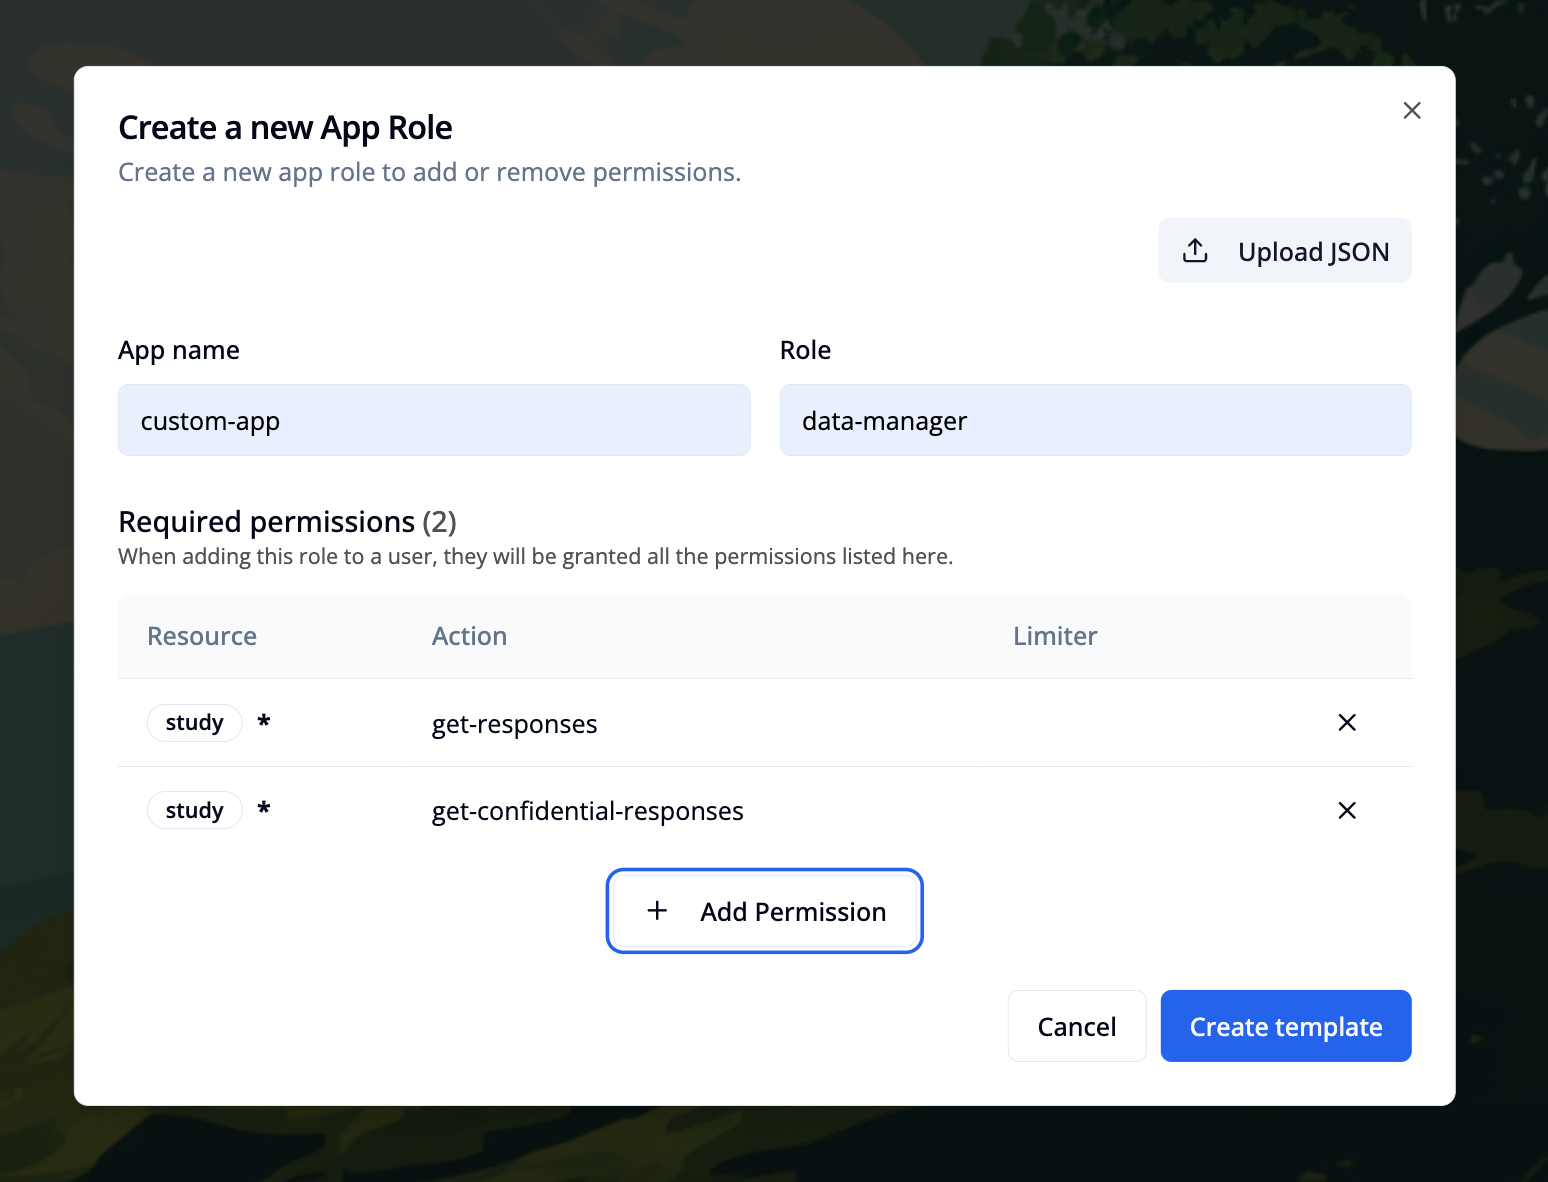 Create a new App Role
Create a new app role to add or remove permissions.
Upload JSON
App name
Role
custom-app
data-manager
Required permissions (2)
When adding this role to a user, they will be granted all the permissions listed here.
Resource Action Limiter
study * get-responses
study * get-confidential-responses
+ Add Permission
Cancel
Create template